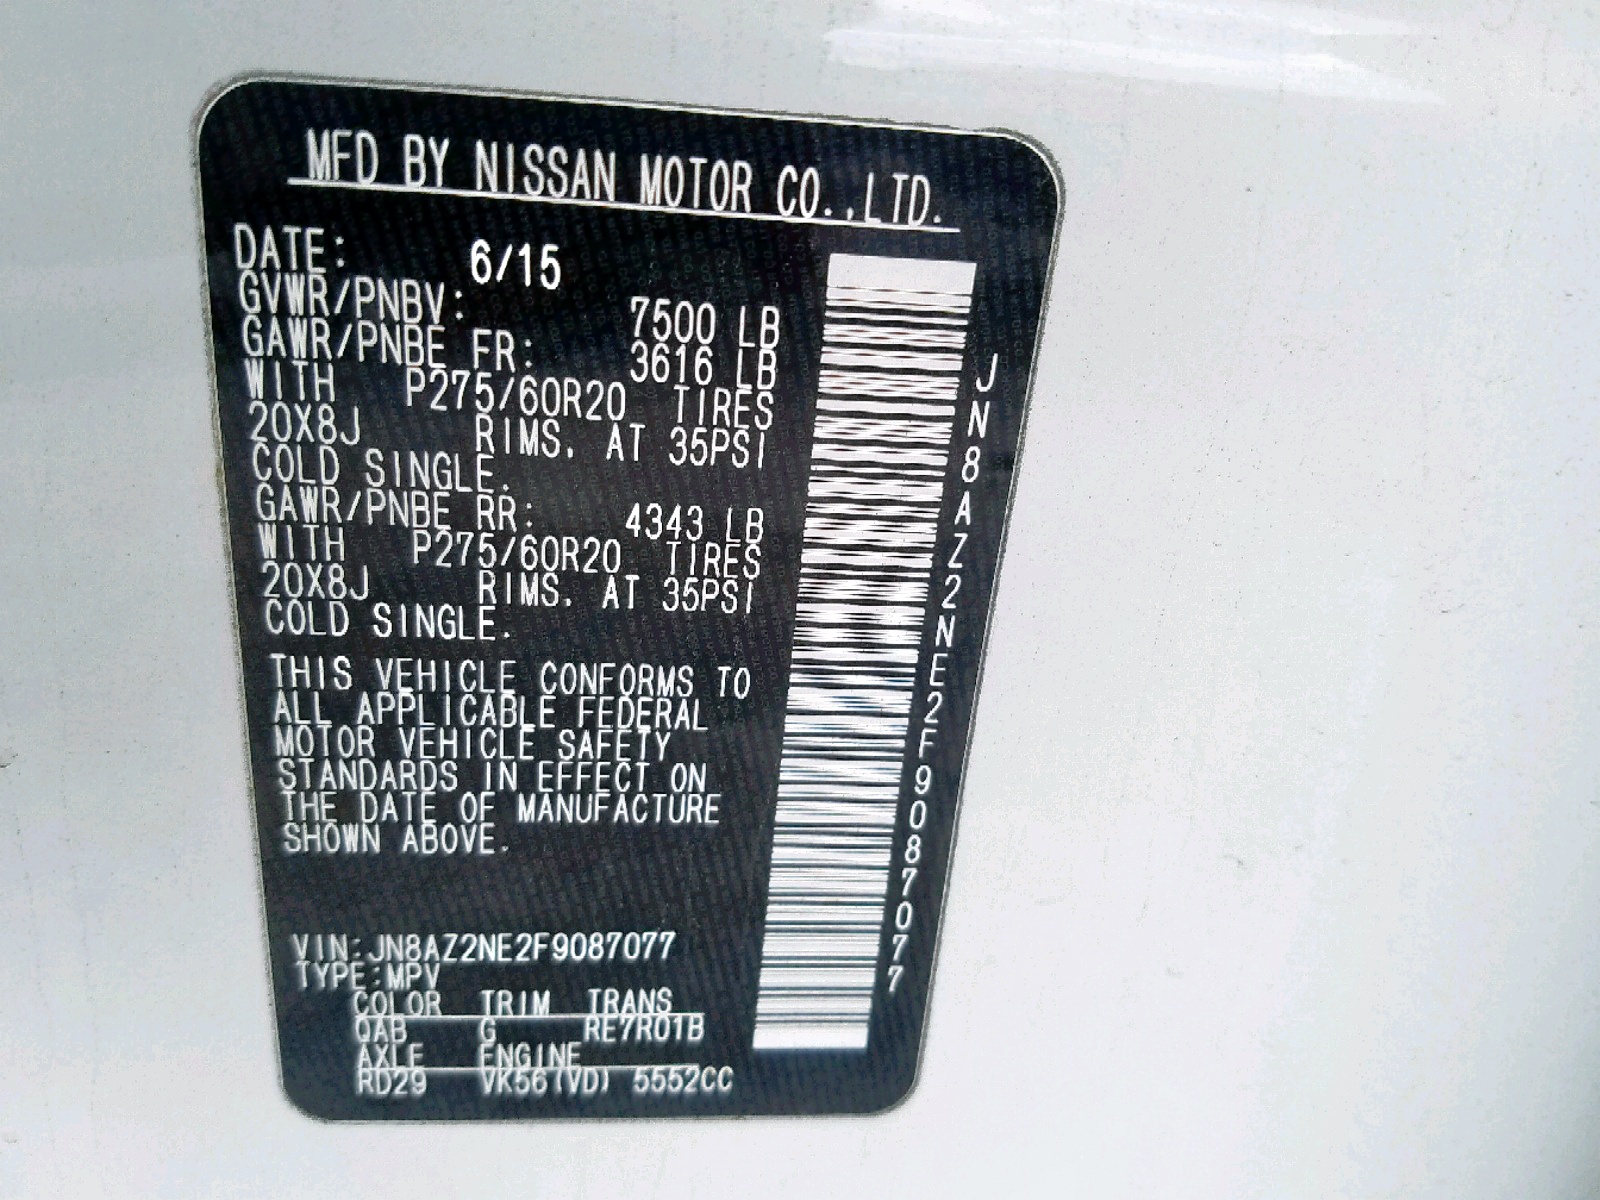 MFD BY NISSAN MOTOR CO.,LTD.
DATE: 6/15
GVWR/PNBV: 7500 LB
GAWR/PNBE FR: 3616 LB
WITH P275/60R20 TIRES
20X8J RIMS. AT 35PSI
COLD SINGLE.
GAWR/PNBE RR: 4343 LB
WITH P275/60R20 TIRES
20X8J RIMS. AT 35PSI
COLD SINGLE.
THIS VEHICLE CONFORMS TO
ALL APPLICABLE FEDERAL
MOTOR VEHICLE SAFETY
STANDARDS IN EFFECT ON
THE DATE OF MANUFACTURE
SHOWN ABOVE.
VIN:JN8AZ2NE2F9087077
TYPE:MPV
COLOR TRIM TRANS
QAB G RE7R01B
AXLE ENGINE
RD29 VK56(VD) 5552CC
JN8AZ2NE2F9087077